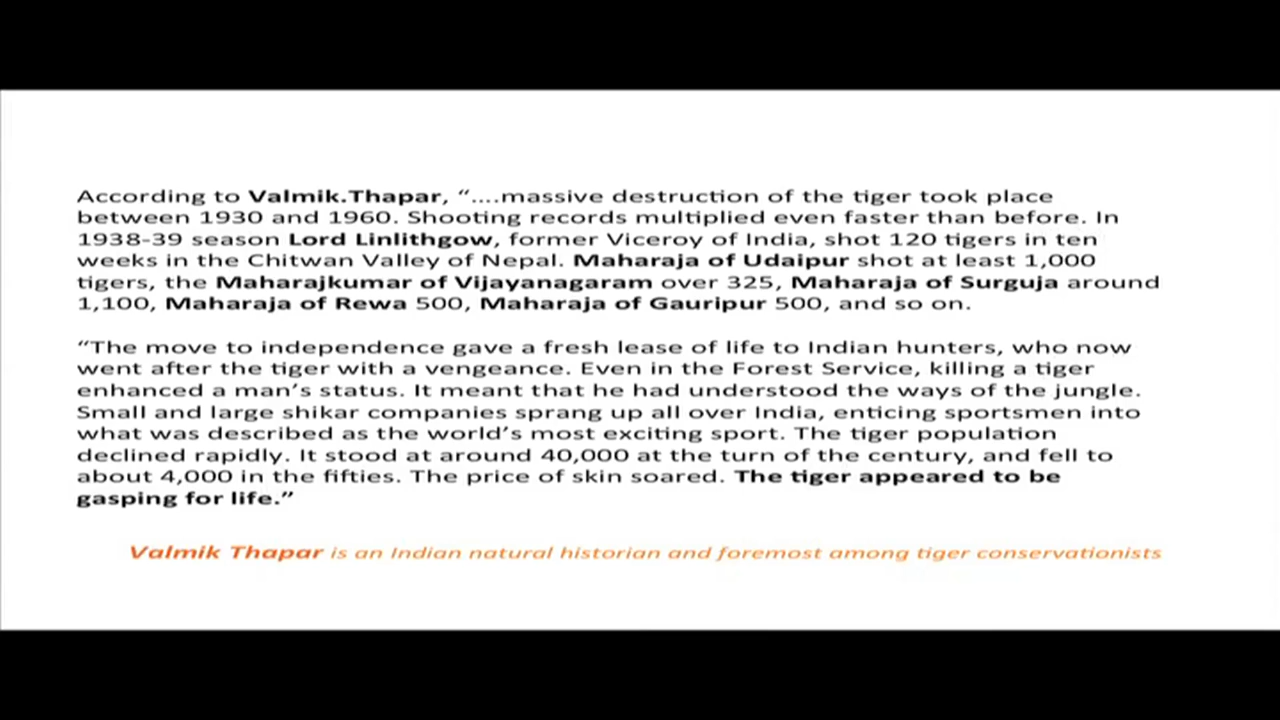 According to Valmik.Thapar, “....massive destruction of the tiger took place
between 1930 and 1960. Shooting records multiplied even faster than before. In
1938-39 season Lord Linlithgow, former Viceroy of India, shot 120 tigers in ten
weeks in the Chitwan Valley of Nepal. Maharaja of Udaipur shot at least 1,000
tigers, the Maharajkumar of Vijayanagaram over 325, Maharaja of Surguja around
1,100, Maharaja of Rewa 500, Maharaja of Gauripur 500, and so on.
“The move to independence gave a fresh lease of life to Indian hunters, who now
went after the tiger with a vengeance. Even in the Forest Service, killing a tiger
enhanced a man’s status. It meant that he had understood the ways of the jungle.
Small and large shikar companies sprang up all over India, enticing sportsmen into
what was described as the world’s most exciting sport. The tiger population
declined rapidly. It stood at around 40,000 at the turn of the century, and fell to
about 4,000 in the fifties. The price of skin soared. The tiger appeared to be
gasping for life.”
Valmik Thapar is an Indian natural historian and foremost among tiger conservationists